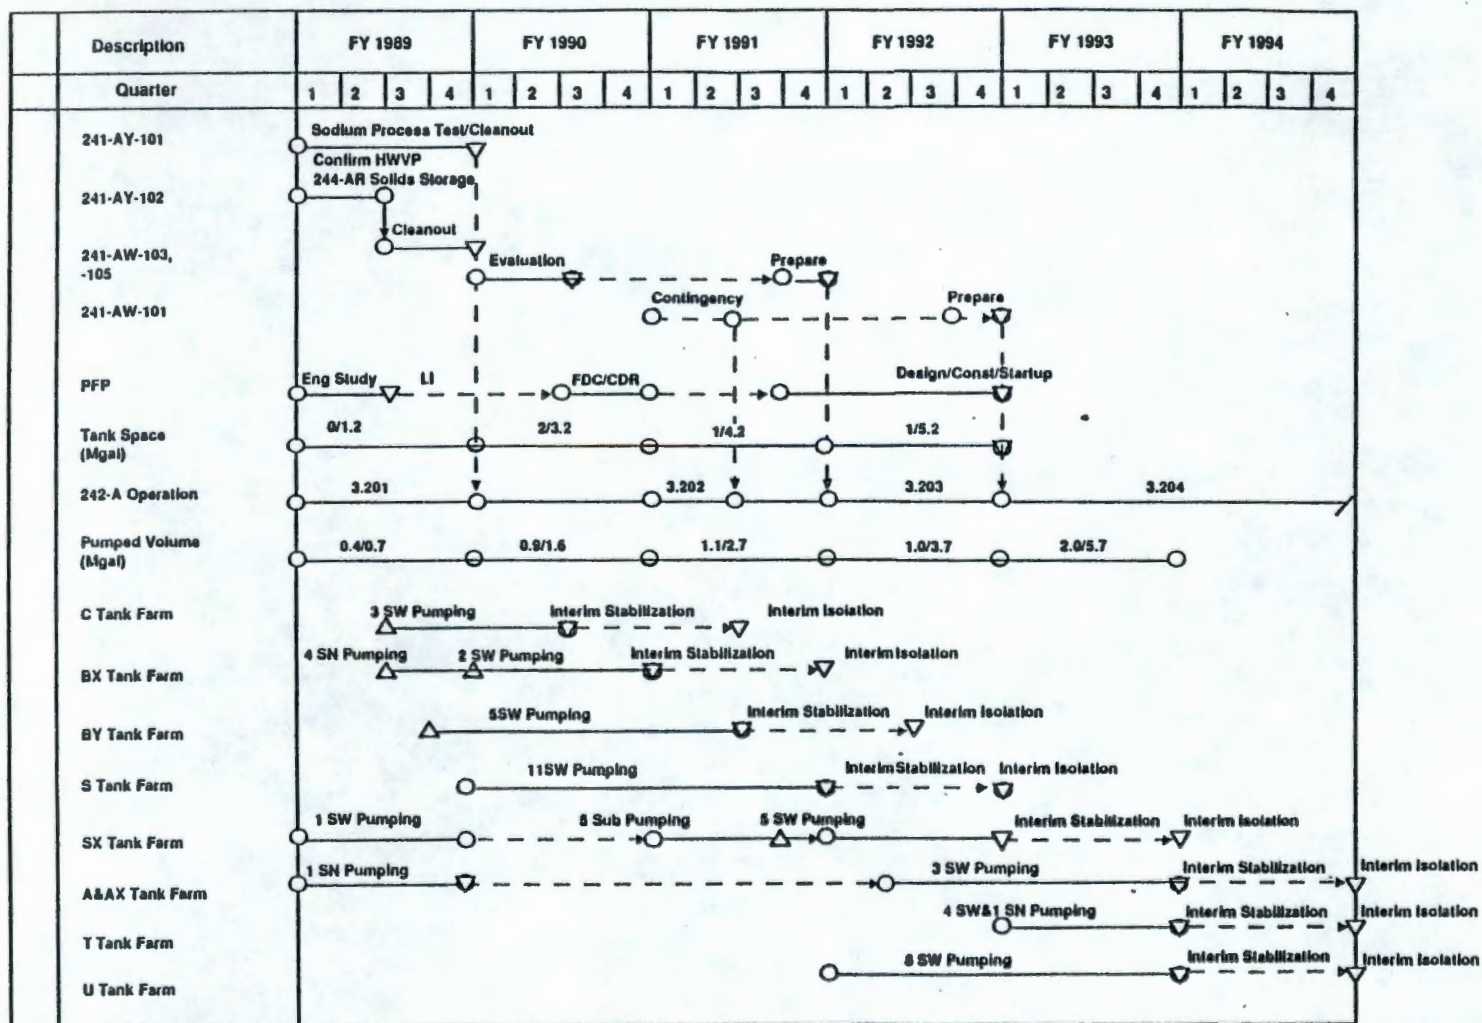 Description FY 1989 FY 1990 FY 1991 FY 1992 FY 1993 FY 1994
Quarter 1 2 3 4 1 2 3 4 1 2 3 4 1 2 3 4 1 2 3 4 1 2 3 4
241-AY-101 Sodium Process Test/Cleanout
Confirm HWVP
244-AR Solids Storage
241-AY-102
Cleanout
241-AW-103,
-105 Evaluation Prepare
241-AW-101 Contingency Prepare
PFP Eng Study LI FDC/CDR Design/Const/Startup
Tank Space
(Mgal) 0/1.2 2/3.2 1/4.2 1/5.2
242-A Operation 3.201 3.202 3.203 3.204
Pumped Volume
(Mgal) 0.4/0.7 0.9/1.6 1.1/2.7 1.0/3.7 2.0/5.7
C Tank Farm 3 SW Pumping Interim Stabilization Interim Isolation
BX Tank Farm 4 SN Pumping 2 SW Pumping Interim Stabilization Interim Isolation
BY Tank Farm 5SW Pumping Interim Stabilization Interim Isolation
S Tank Farm 11SW Pumping Interim Stabilization Interim Isolation
SX Tank Farm 1 SW Pumping 8 Sub Pumping 5 SW Pumping Interim Stabilization Interim Isolation
A&AX Tank Farm 1 SN Pumping 3 SW Pumping Interim Stabilization Interim Isolation
T Tank Farm 4 SW&1 SN Pumping Interim Stabilization Interim Isolation
U Tank Farm 8 SW Pumping Interim Stabilization Interim Isolation